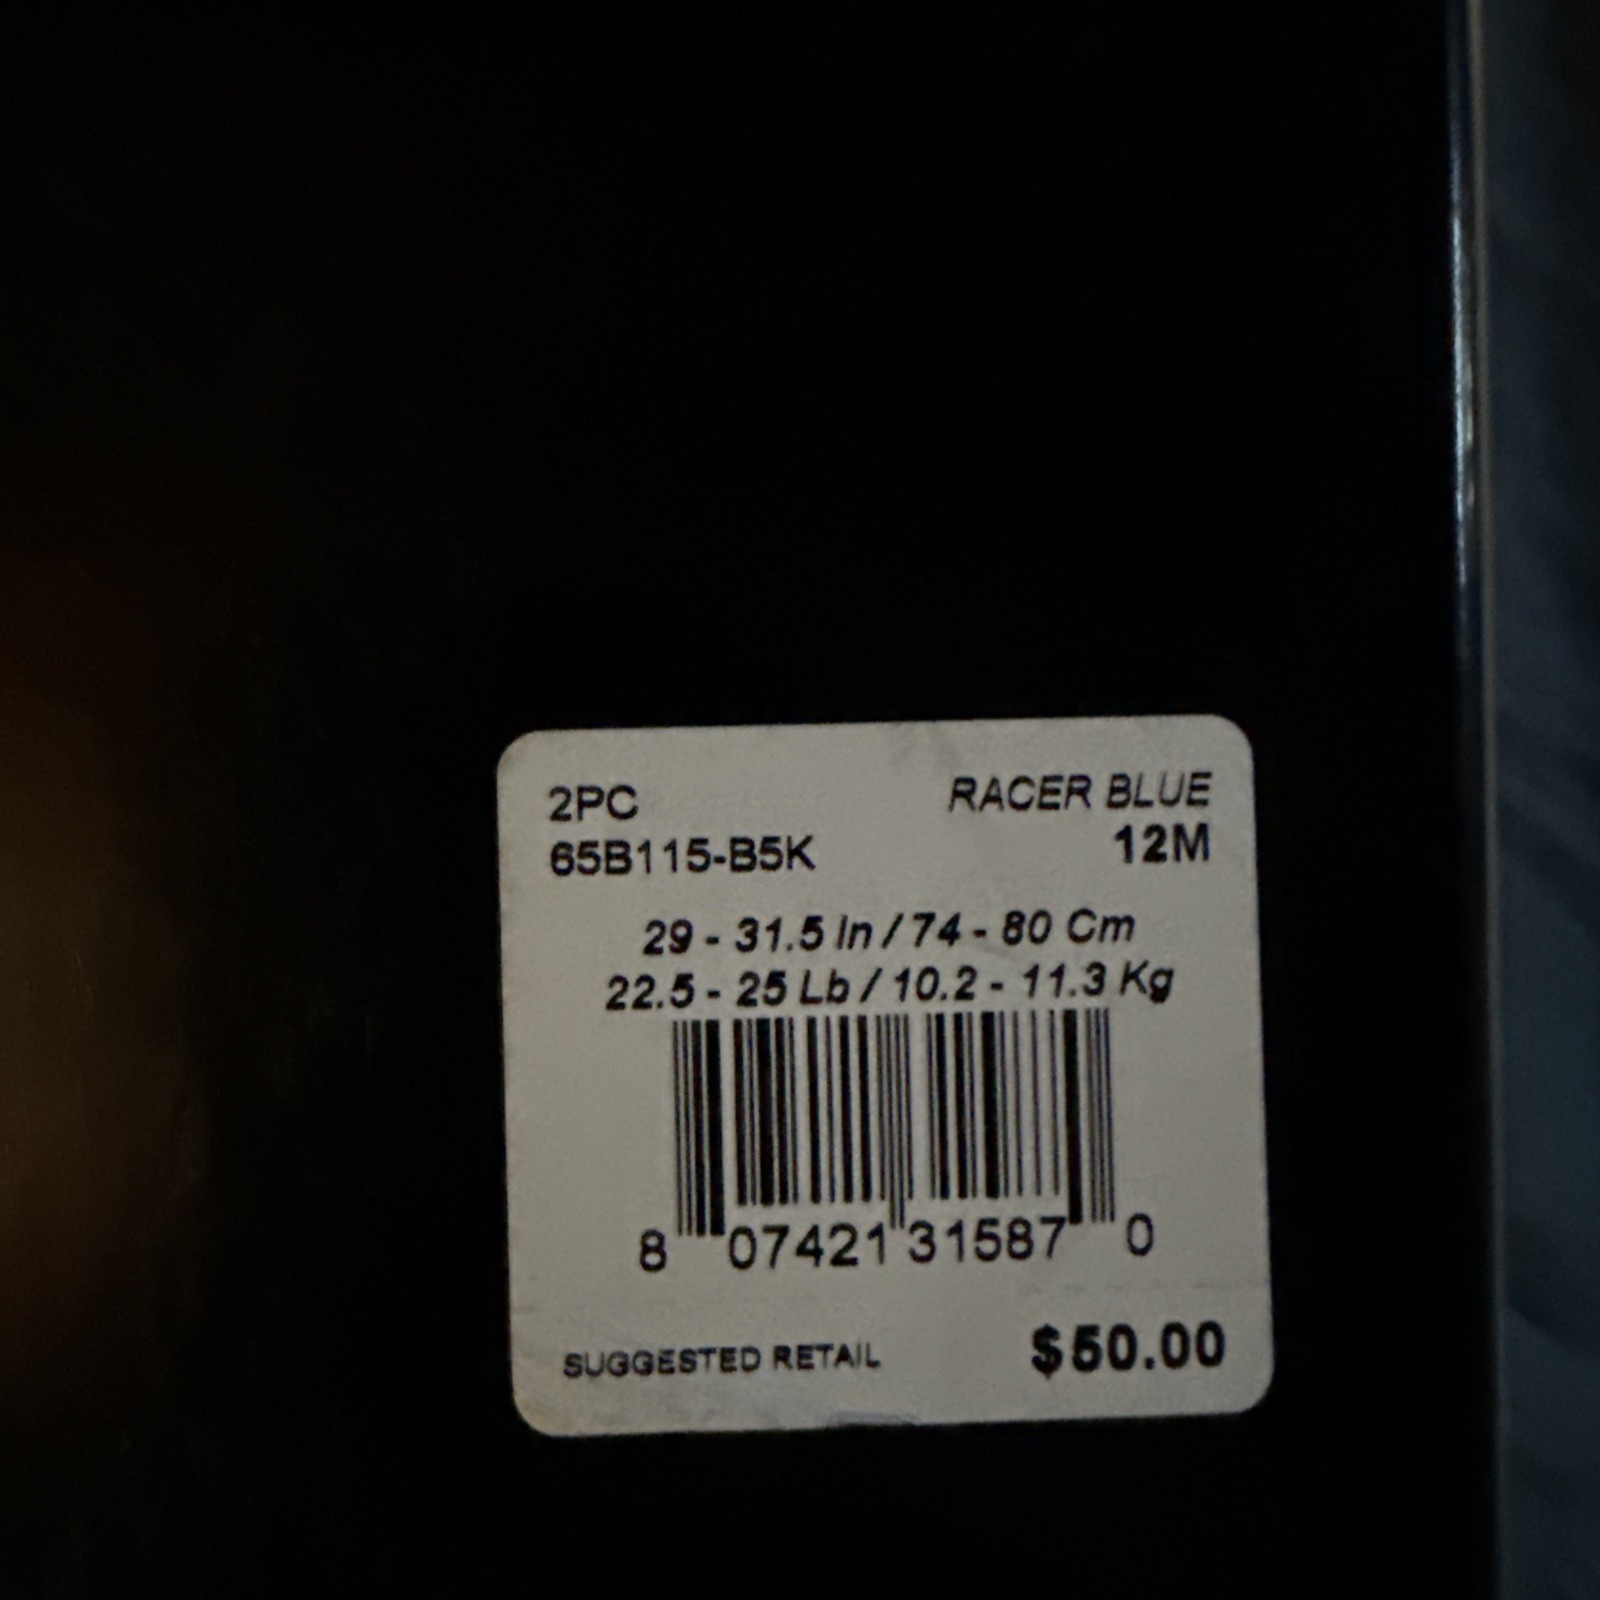 2PC RACER BLUE
65B115-B5K 12M
29 - 31.5 In / 74 - 80 Cm
22.5 - 25 Lb / 10.2 - 11.3 Kg
8 07421 31587 0
SUGGESTED RETAIL $50.00